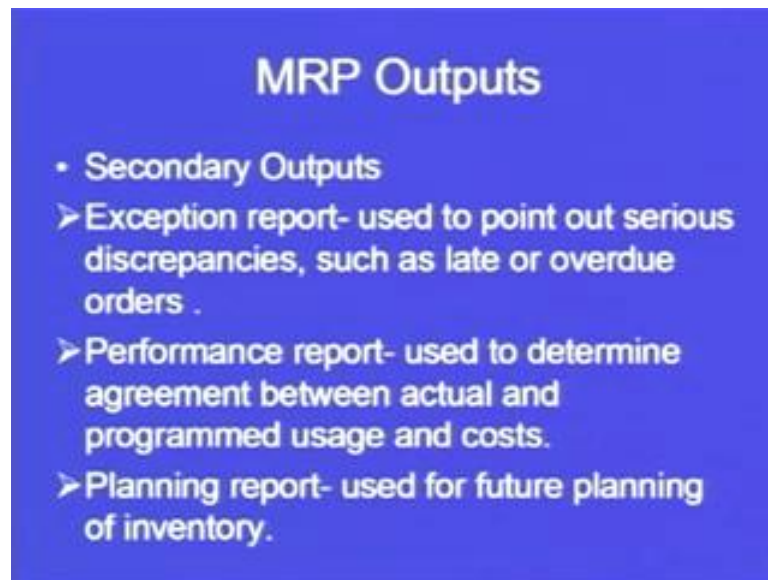 MRP Outputs
• Secondary Outputs
➢Exception report- used to point out serious
discrepancies, such as late or overdue
orders .
➢Performance report- used to determine
agreement between actual and
programmed usage and costs.
➢Planning report- used for future planning
of inventory.